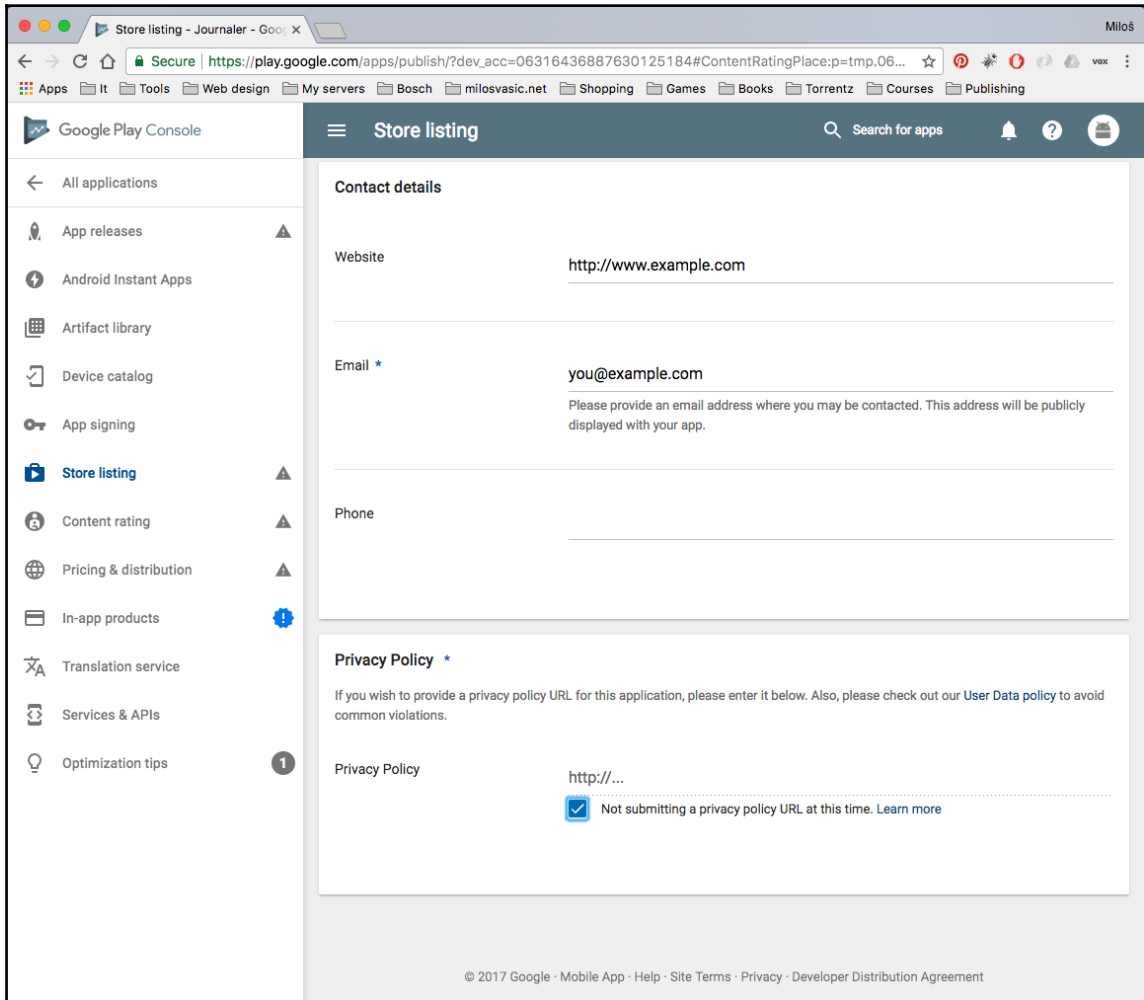 Store listing - Journaler - Goog
Miloš
Secure | https://play.google.com/apps/publish/?dev_acc=06316436887630125184#ContentRatingPlace:p=tmp.06...
vox
Apps It Tools Web design My servers Bosch milosvasic.net Shopping Games Books Torrentz Courses Publishing
Google Play Console
Store listing
Search for apps
All applications
App releases
Android Instant Apps
Artifact library
Device catalog
App signing
Store listing
Content rating
Pricing & distribution
In-app products
Translation service
Services & APIs
Optimization tips 1
Contact details
Website
http://www.example.com
Email *
you@example.com
Please provide an email address where you may be contacted. This address will be publicly
displayed with your app.
Phone
Privacy Policy *
If you wish to provide a privacy policy URL for this application, please enter it below. Also, please check out our User Data policy to avoid
common violations.
Privacy Policy
http://...
Not submitting a privacy policy URL at this time. Learn more
© 2017 Google · Mobile App · Help · Site Terms · Privacy · Developer Distribution Agreement